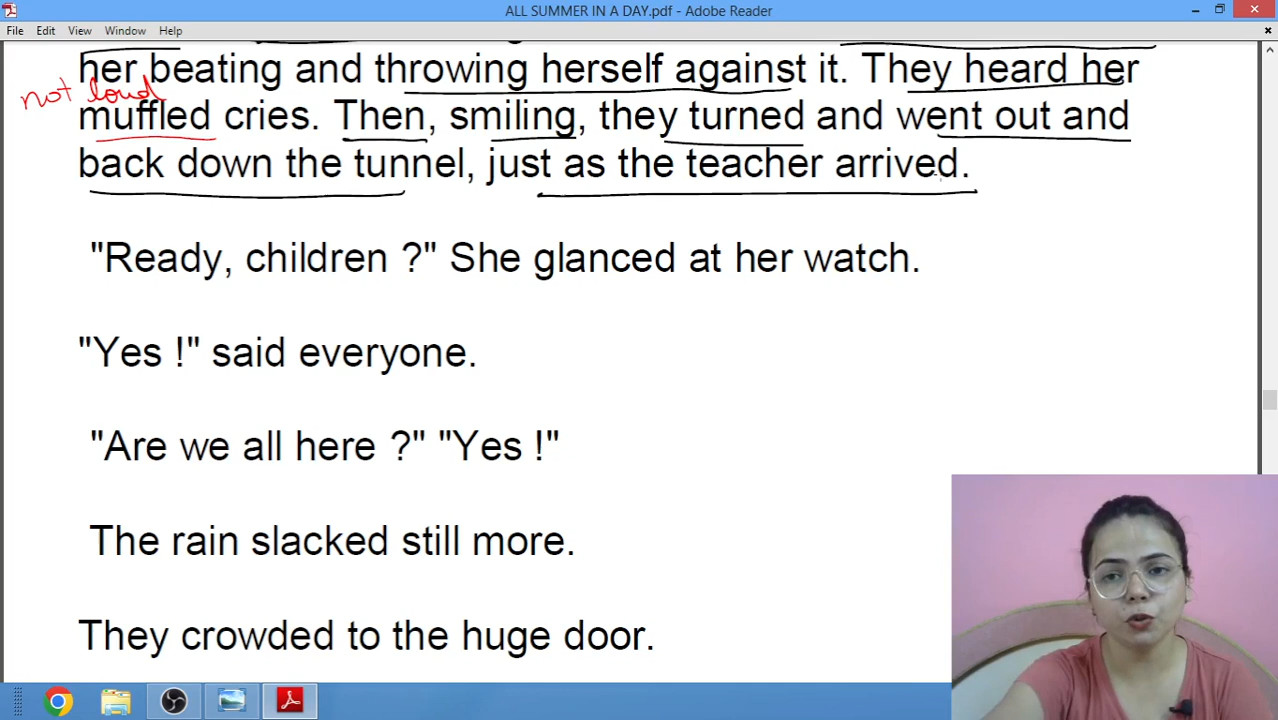 ALL SUMMER IN A DAY.pdf - Adobe Reader
File Edit View Window Help
her beating and throwing herself against it. They heard her
not loud
muffled cries. Then, smiling, they turned and went out and
back down the tunnel, just as the teacher arrived.
"Ready, children ?" She glanced at her watch.
"Yes !" said everyone.
"Are we all here ?" "Yes !"
The rain slacked still more.
They crowded to the huge door.